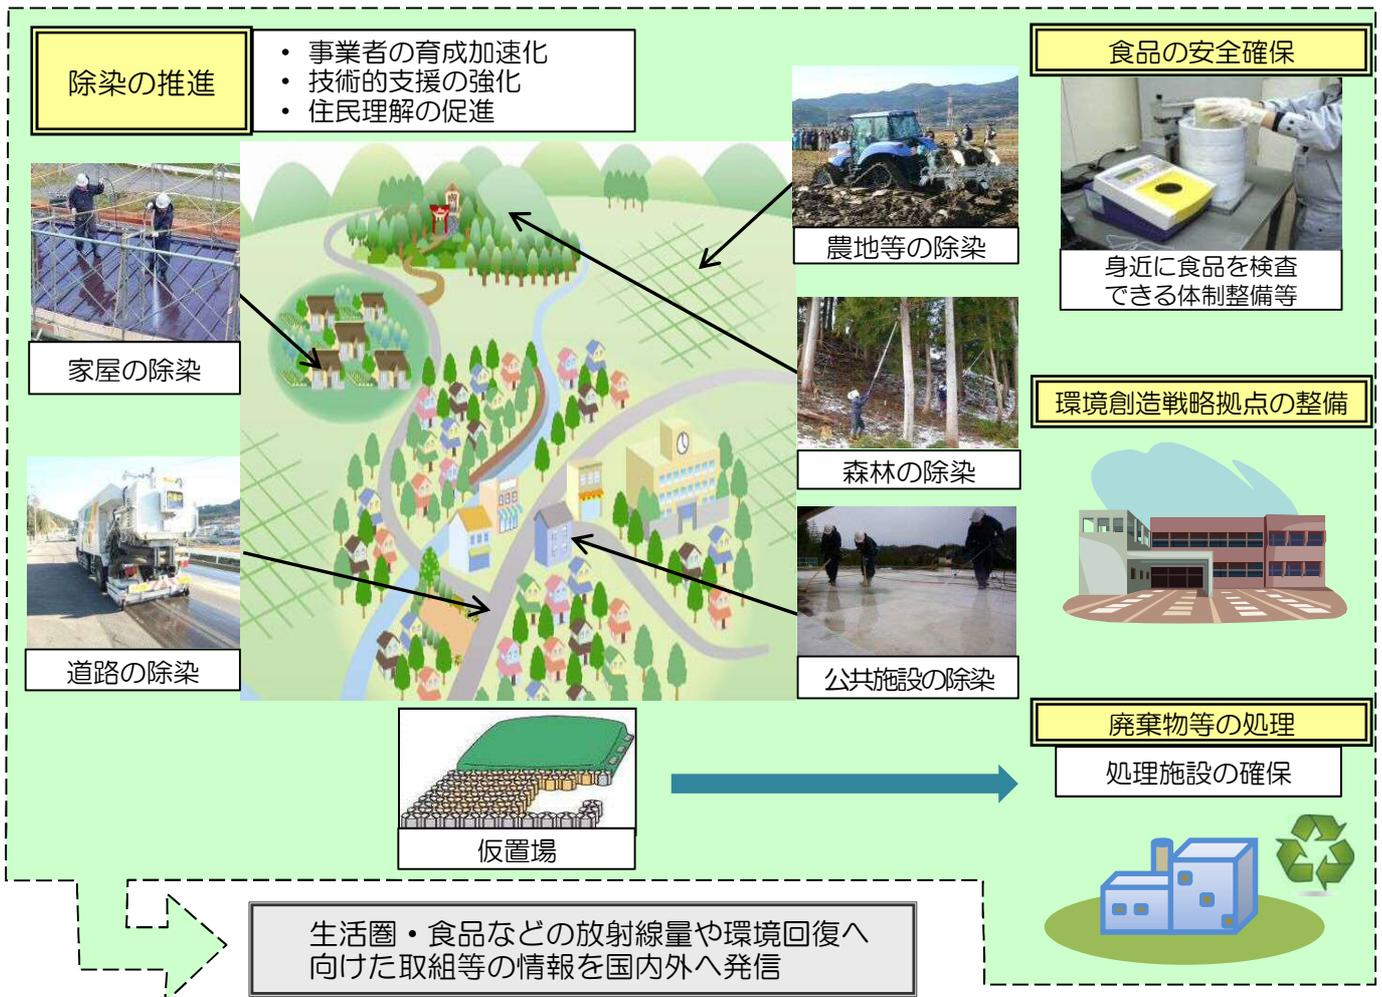 除染の推進
・ 事業者の育成加速化
・ 技術的支援の強化
・ 住民理解の促進
食品の安全確保
身近に食品を検査
できる体制整備等
農地等の除染
家屋の除染
環境創造戦略拠点の整備
森林の除染
道路の除染
公共施設の除染
廃棄物等の処理
処理施設の確保
仮置場
生活圏・食品などの放射線量や環境回復へ
向けた取組等の情報を国内外へ発信